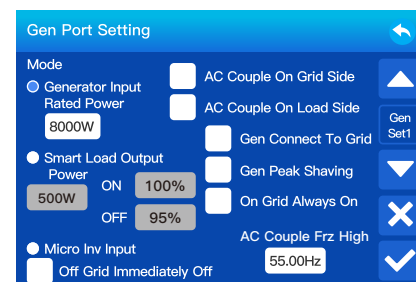 Gen Port Setting
Mode
Generator Input
Rated Power
8000W
Smart Load Output
Power
500W
ON 100%
OFF 95%
Micro Inv Input
Off Grid Immediately Off
AC Couple On Grid Side
AC Couple On Load Side
Gen Connect To Grid
Gen Peak Shaving
On Grid Always On
AC Couple Frz High
55.00Hz
Gen
Set1